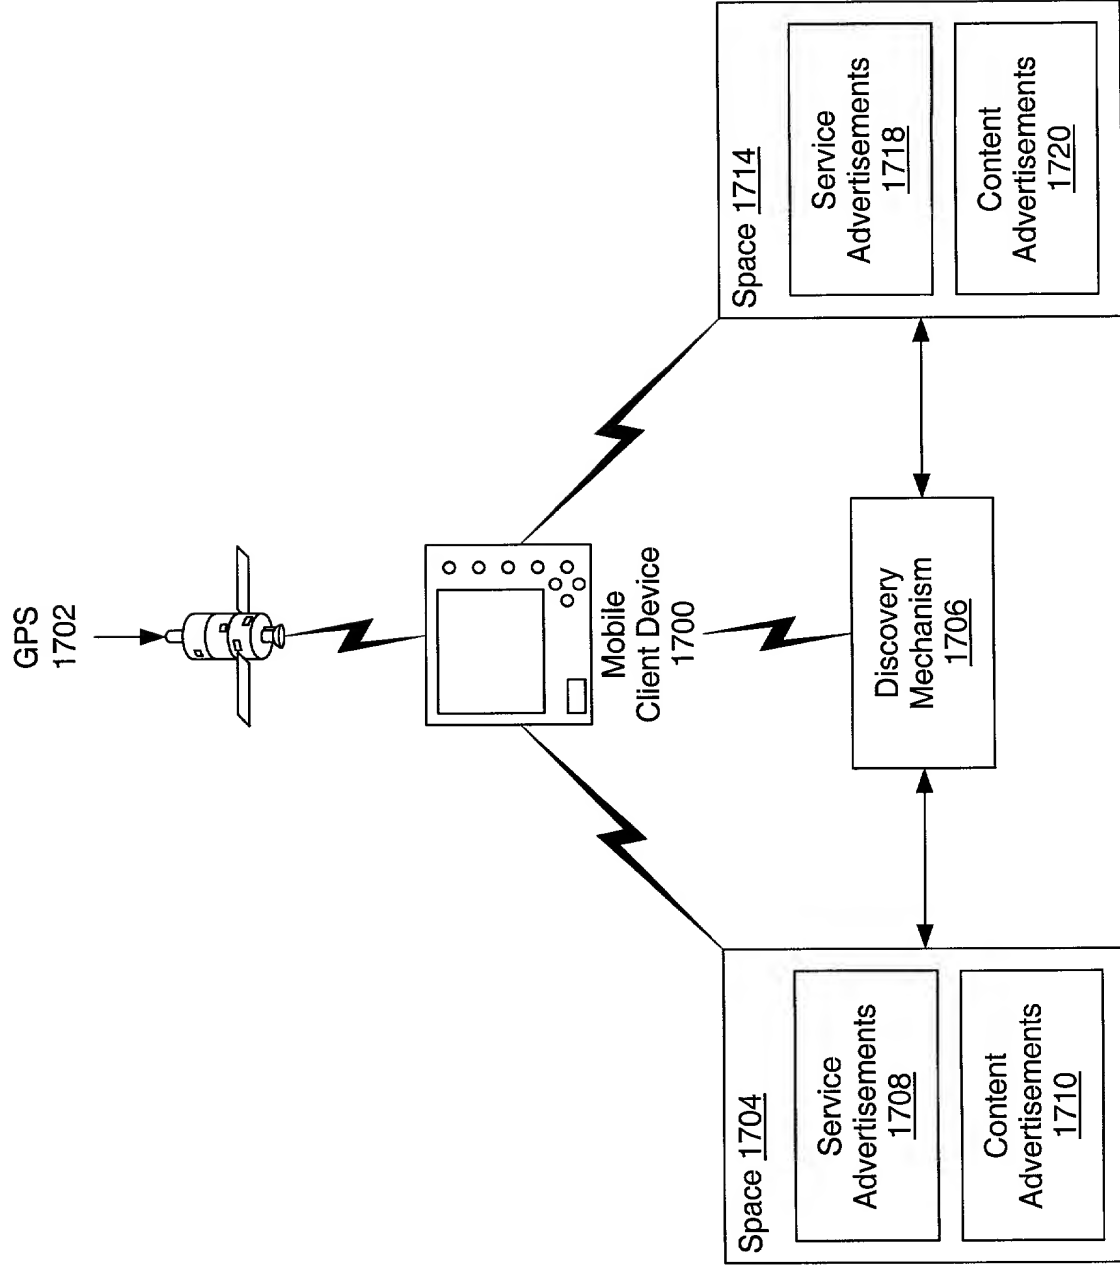 GPS
1702
Mobile
Client Device
1700
Discovery
Mechanism
1706
Space 1704
Service
Advertisements
1708
Content
Advertisements
1710
Space 1714
Service
Advertisements
1718
Content
Advertisements
1720